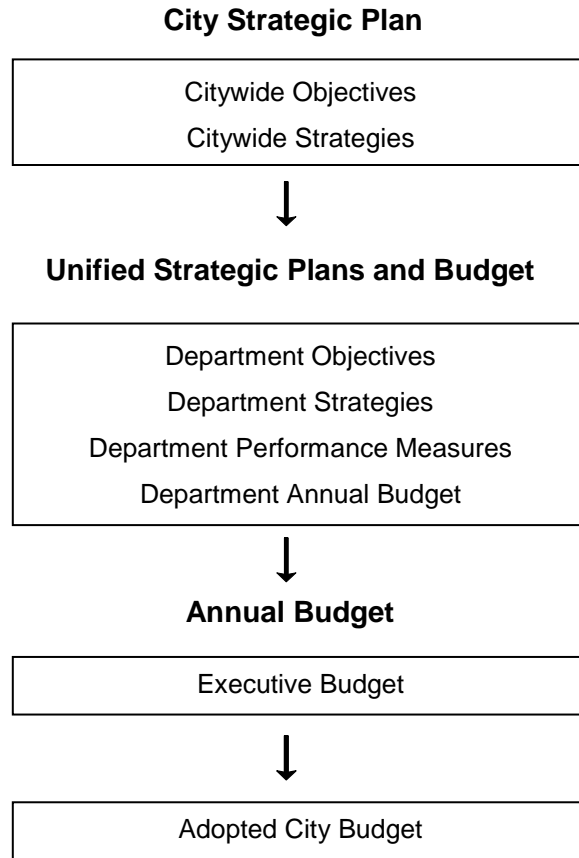 City Strategic Plan
Citywide Objectives
Citywide Strategies
Unified Strategic Plans and Budget
Department Objectives
Department Strategies
Department Performance Measures
Department Annual Budget
Annual Budget
Executive Budget
Adopted City Budget